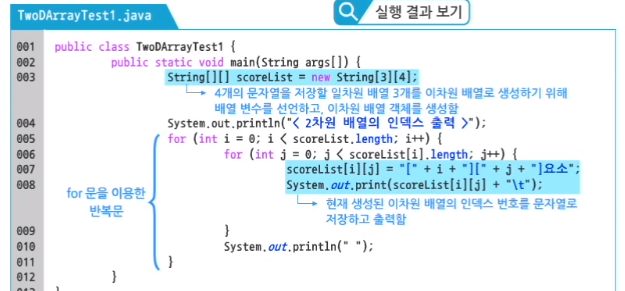 TwoDArrayTest1.java
실행 결과 보기
001 public class TwoDArrayTest1 {
002 public static void main(String args[]) {
003 String[][] scoreList = new String[3][4];
4개의 문자열을 저장할 일차원 배열 3개를 이차원 배열로 생성하기 위해
배열 변수를 선언하고, 이차원 배열 객체를 생성함
004 System.out.println("< 2차원 배열의 인덱스 출력 >");
005 for (int i = 0; i < scoreList.length; i++) {
006 for (int j = 0; j < scoreList[i].length; j++) {
007 scoreList[i][j] = "[" + i + "][" + j + "]요소";
008 System.out.print(scoreList[i][j] + "\t");
for 문을 이용한
반복문
현재 생성된 이차원 배열의 인덱스 번호를 문자열로
저장하고 출력함
009 }
010 System.out.println(" ");
011 }
012 }